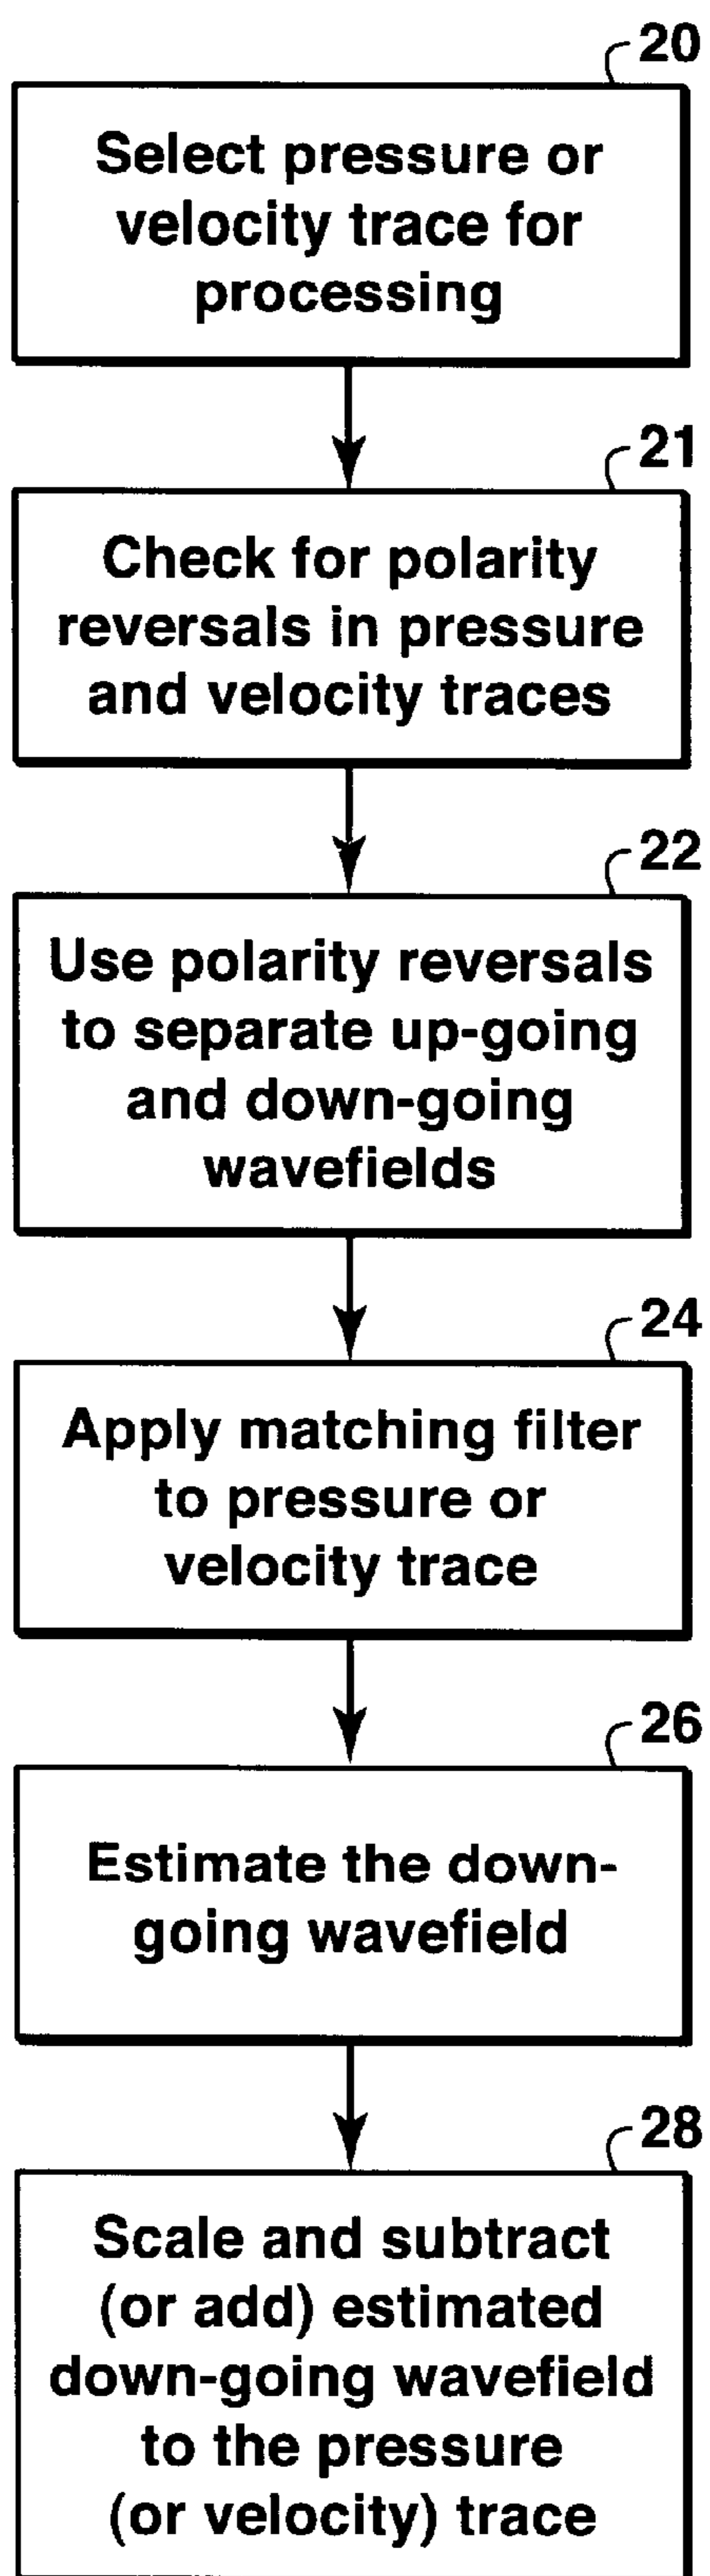 20
Select pressure or
velocity trace for
processing
21
Check for polarity
reversals in pressure
and velocity traces
22
Use polarity reversals
to separate up-going
and down-going
wavefields
24
Apply matching filter
to pressure or
velocity trace
26
Estimate the down-
going wavefield
28
Scale and subtract
(or add) estimated
down-going wavefield
to the pressure
(or velocity) trace